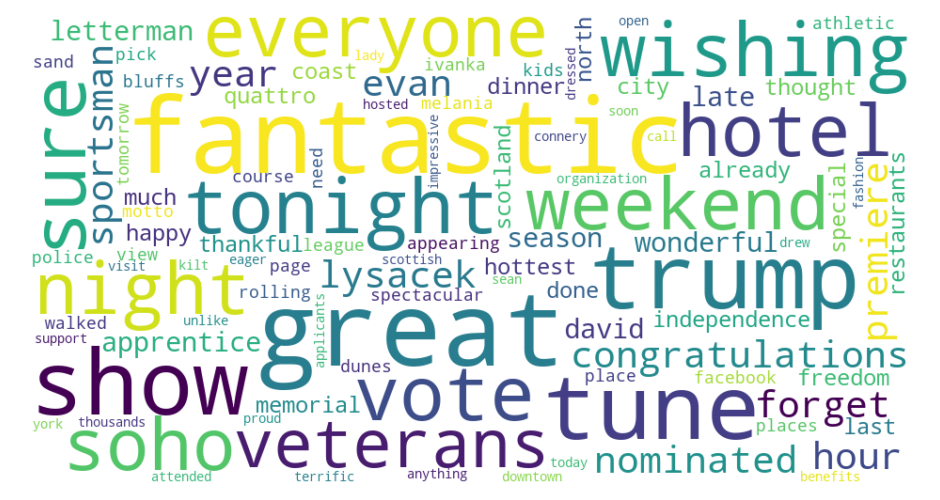 letterman everyone wishing athletic
open
north
lady
sand pick year coast ivanka kids dressed
bluffs evan dinner city thought
sure sportsman quattro hosted melania late
fantastic hotel
tomorrow soon
impressive connery call
course need scotland organization already fashion
much tonight weekend special premiere restaurants
motto
happy thankful league appearing season wonderful drew
police view
visit kilt eager page scottish lysacek hottest trump
night rolling spectacular sean done
walked unlike great applicants david independence
support apprentice congratulations
show dunes vote place facebook freedom
memorial tune forget
york thousands proud places last
soho veterans nominated hour
today
attended terrific anything downtown benefits